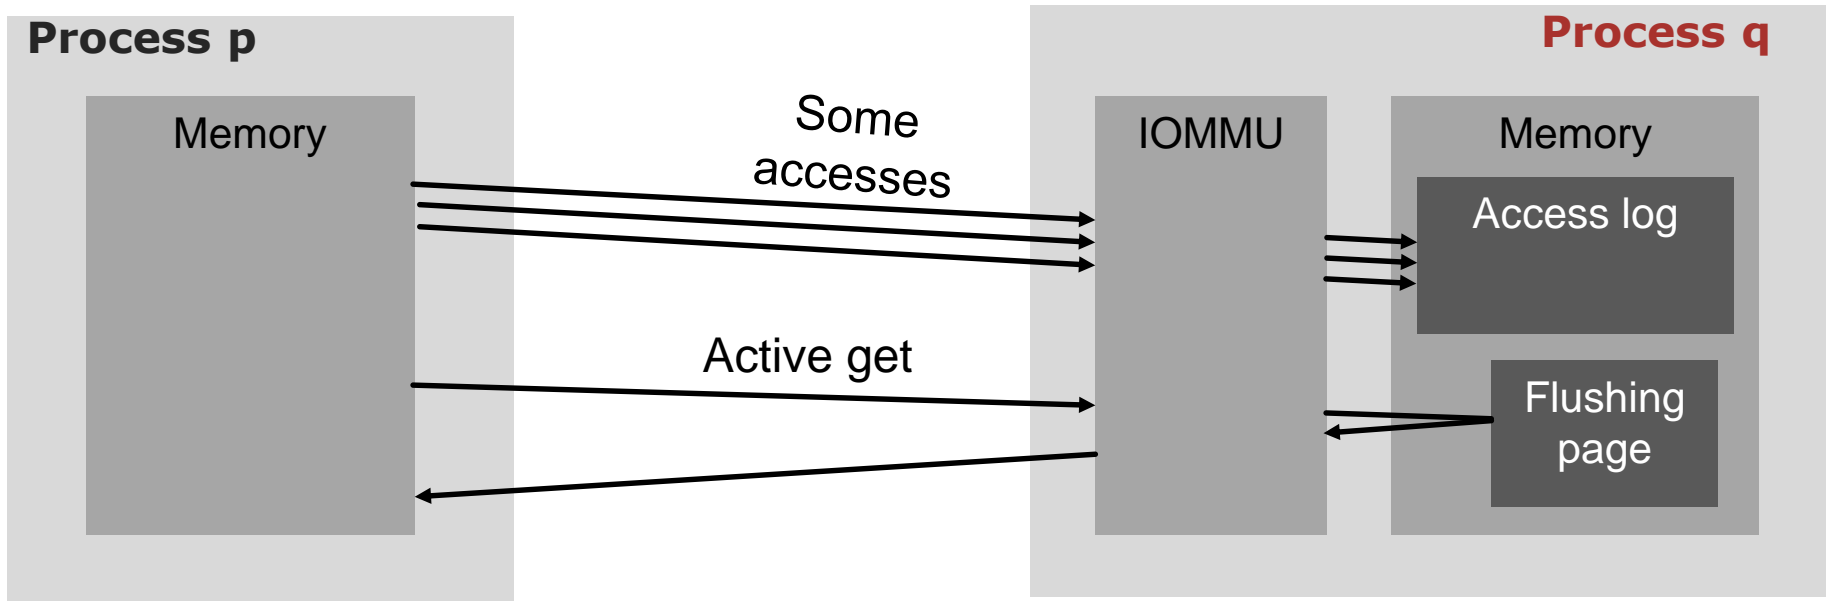 Process p
Process q
Memory
Some
accesses
IOMMU
Memory
Access log
Active get
Flushing
page